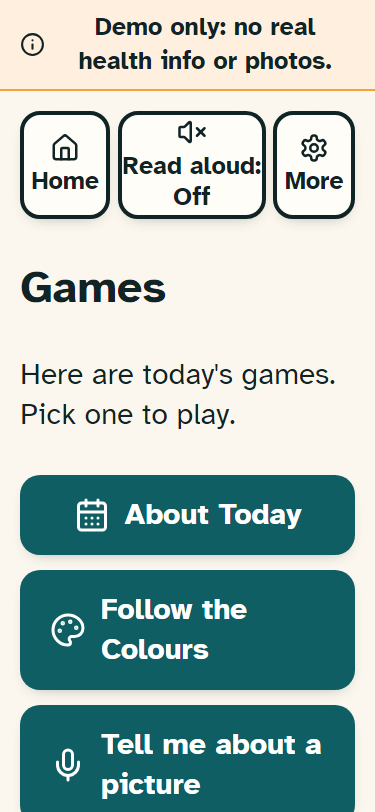 Demo only: no real
health info or photos.
Home
Read aloud:
Off
More
Games
Here are today's games.
Pick one to play.
About Today
Follow the
Colours
Tell me about a
picture